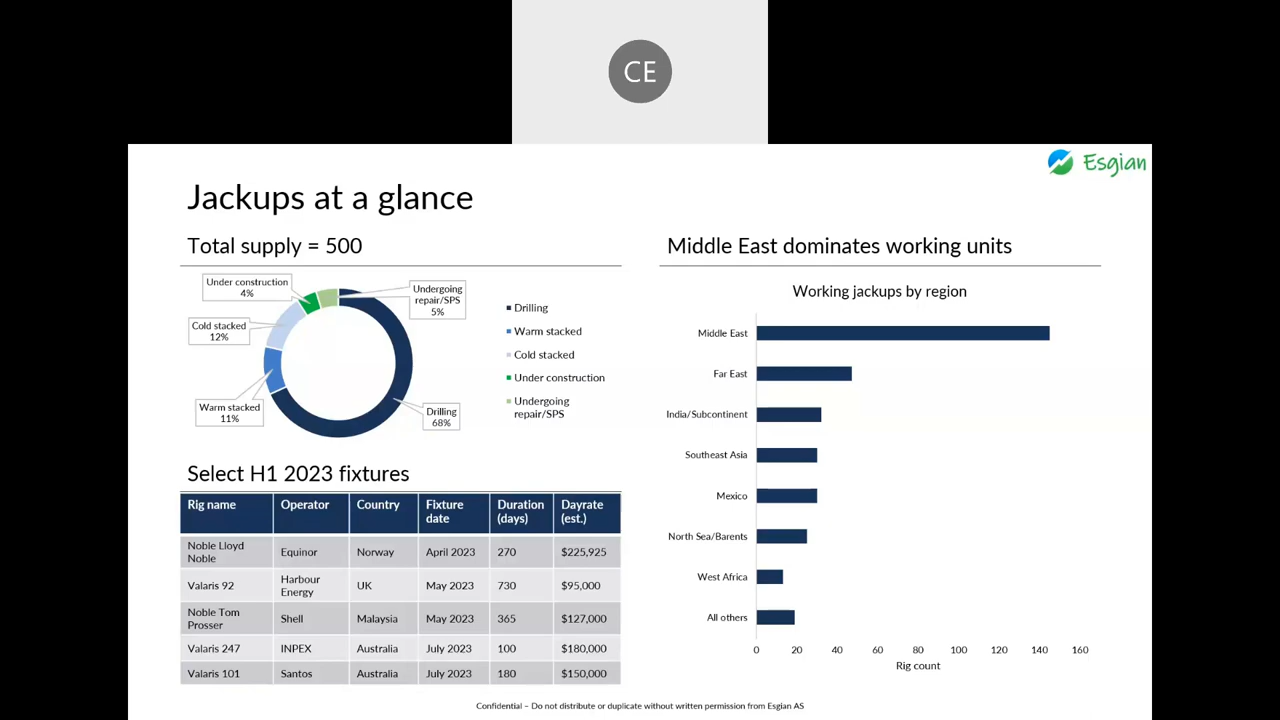 CE
Esgian
Jackups at a glance
Total supply = 500
Under construction
4%
Undergoing
repair/SPS
5%
Cold stacked
12%
Warm stacked
11%
Drilling
68%
Drilling
Warm stacked
Cold stacked
Under construction
Undergoing
repair/SPS
Select H1 2023 fixtures
Rig name Operator Country Fixture date Duration (days) Dayrate (est.)
Noble Lloyd Noble Equinor Norway April 2023 270 $225,925
Valaris 92 Harbour Energy UK May 2023 730 $95,000
Noble Tom Prosser Shell Malaysia May 2023 365 $127,000
Valaris 247 INPEX Australia July 2023 100 $180,000
Valaris 101 Santos Australia July 2023 180 $150,000
Middle East dominates working units
Working jackups by region
Middle East
Far East
India/Subcontinent
Southeast Asia
Mexico
North Sea/Barents
West Africa
All others
0 20 40 60 80 100 120 140 160
Rig count
Confidential – Do not distribute or duplicate without written permission from Esgian AS